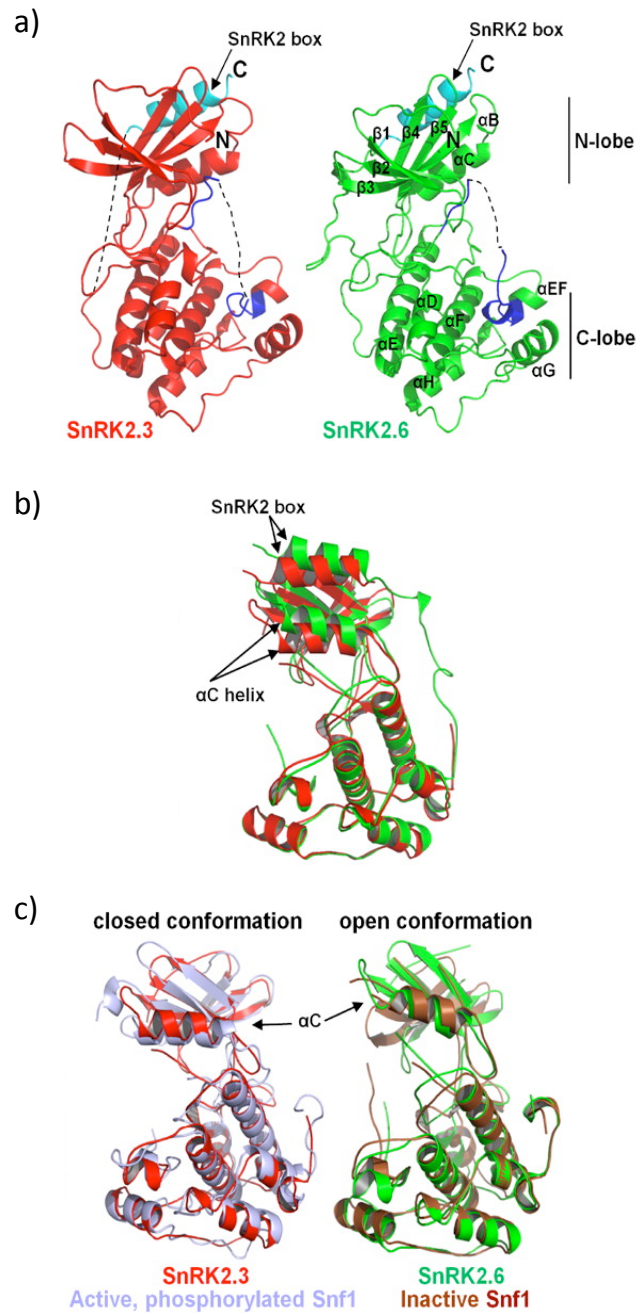 a)
SnRK2 box
C
N
SnRK2.3
SnRK2 box
C
β1
β4
β5
N
αB
αC
β2
β3
N-lobe
αD
αEF
αF
C-lobe
αE
αG
αH
SnRK2.6
b)
SnRK2 box
αC helix
c)
closed conformation
open conformation
αC
SnRK2.3
Active, phosphorylated Snf1
SnRK2.6
Inactive Snf1